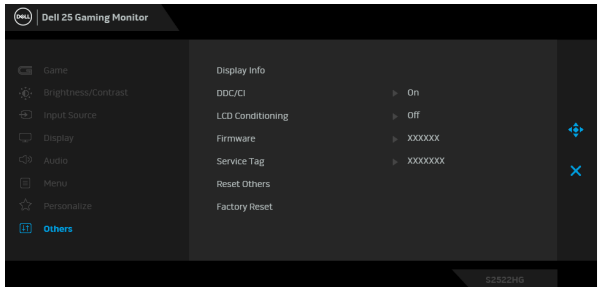 DELL Dell 25 Gaming Monitor
Game
Brightness/Contrast
Input Source
Display
Audio
Menu
Personalize
Others
Display Info
DDC/CI On
LCD Conditioning Off
Firmware XXXXXX
Service Tag XXXXXXX
Reset Others
Factory Reset
S2522HG